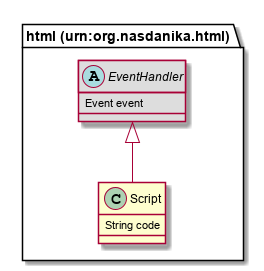 html (urn:org.nasdanika.html)
A EventHandler
Event event
C Script
String code